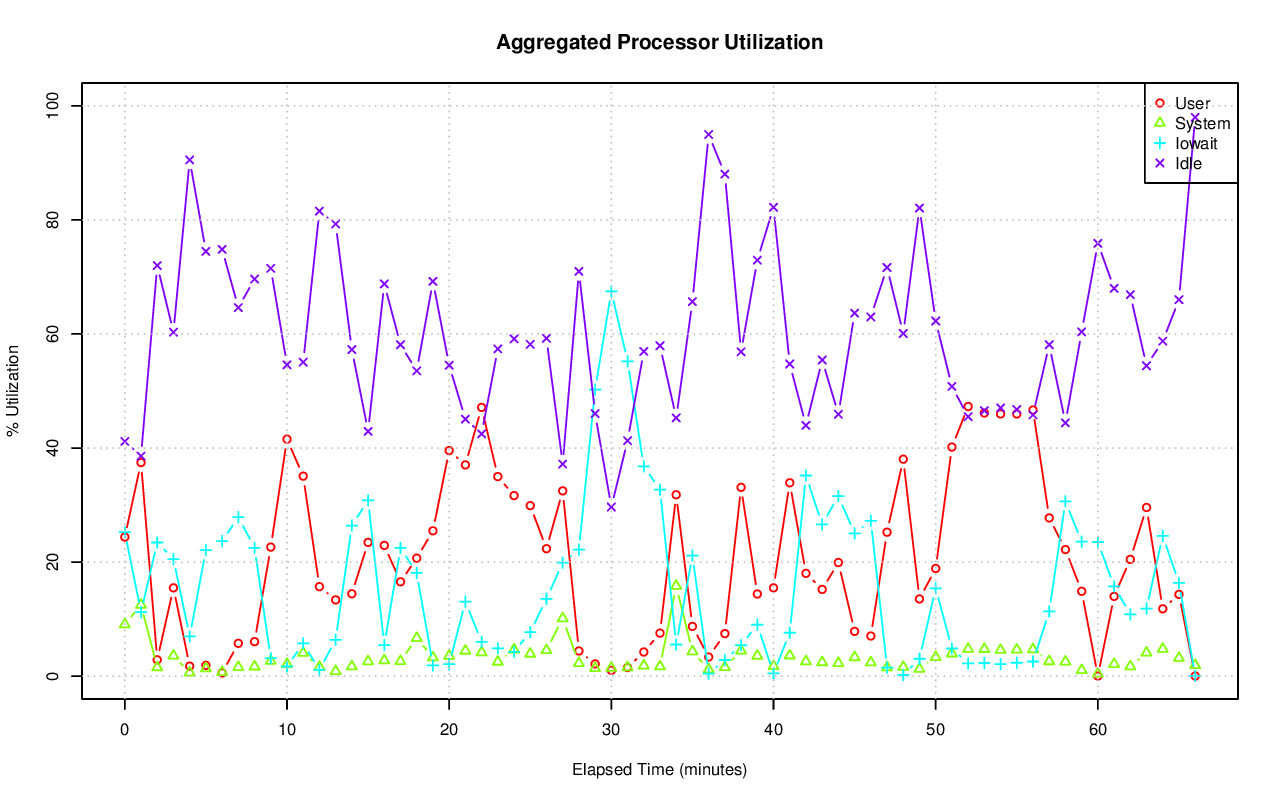 Aggregated Processor Utilization
% Utilization
100
80
60
40
20
0
User
System
Iowait
Idle
0 10 20 30 40 50 60
Elapsed Time (minutes)